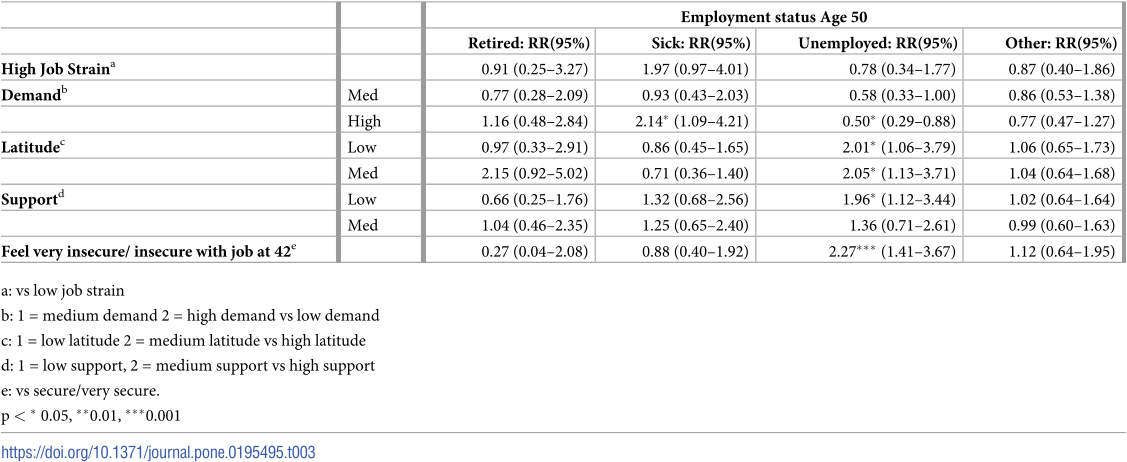 Employment status Age 50
Retired: RR(95%) Sick: RR(95%) Unemployed: RR(95%) Other: RR(95%)
High Job Strainᵃ 0.91 (0.25–3.27) 1.97 (0.97–4.01) 0.78 (0.34–1.77) 0.87 (0.40–1.86)
Demandᵇ Med 0.77 (0.28–2.09) 0.93 (0.43–2.03) 0.58 (0.33–1.00) 0.86 (0.53–1.38)
High 1.16 (0.48–2.84) 2.14* (1.09–4.21) 0.50* (0.29–0.88) 0.77 (0.47–1.27)
Latitudeᶜ Low 0.97 (0.33–2.91) 0.86 (0.45–1.65) 2.01* (1.06–3.79) 1.06 (0.65–1.73)
Med 2.15 (0.92–5.02) 0.71 (0.36–1.40) 2.05* (1.13–3.71) 1.04 (0.64–1.68)
Supportᵈ Low 0.66 (0.25–1.76) 1.32 (0.68–2.56) 1.96* (1.12–3.44) 1.02 (0.64–1.64)
Med 1.04 (0.46–2.35) 1.25 (0.65–2.40) 1.36 (0.71–2.61) 0.99 (0.60–1.63)
Feel very insecure/ insecure with job at 42ᵉ 0.27 (0.04–2.08) 0.88 (0.40–1.92) 2.27*** (1.41–3.67) 1.12 (0.64–1.95)
a: vs low job strain
b: 1 = medium demand 2 = high demand vs low demand
c: 1 = low latitude 2 = medium latitude vs high latitude
d: 1 = low support, 2 = medium support vs high support
e: vs secure/very secure.
p < * 0.05, **0.01, ***0.001
https://doi.org/10.1371/journal.pone.0195495.t003